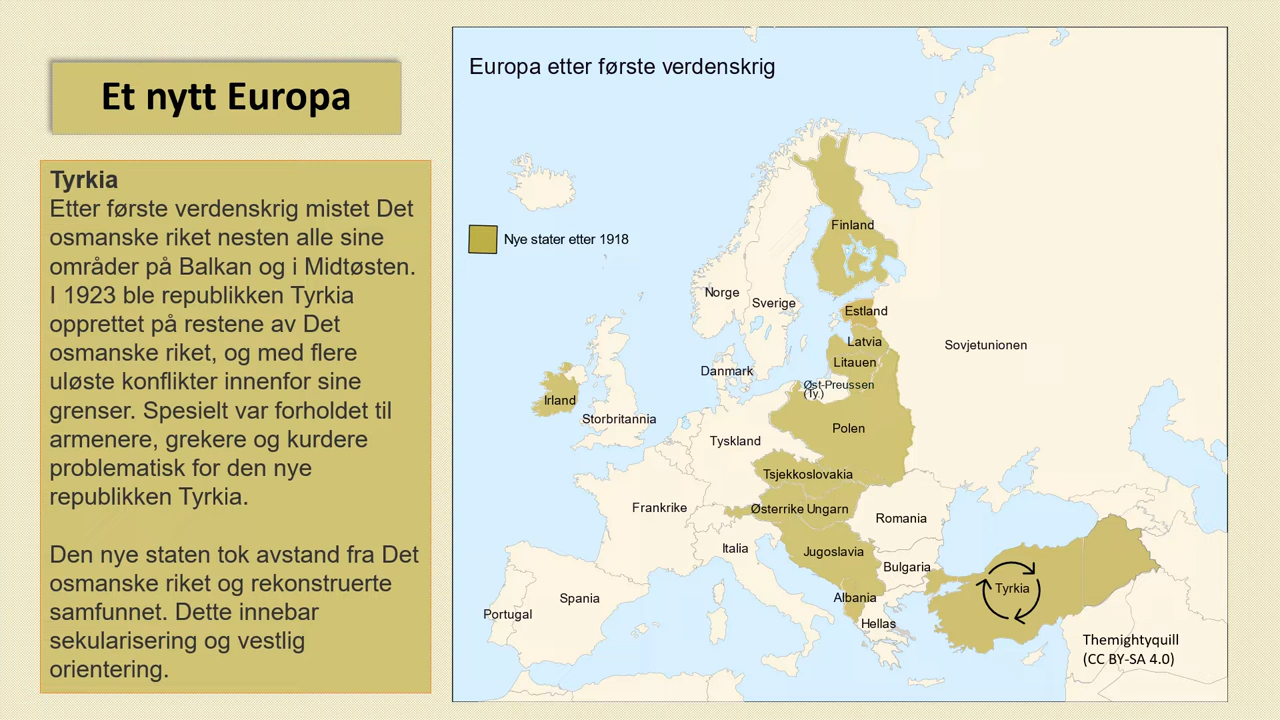 Et nytt Europa
Tyrkia
Etter første verdenskrig mistet Det
osmanske riket nesten alle sine
områder på Balkan og i Midtøsten.
I 1923 ble republikken Tyrkia
opprettet på restene av Det
osmanske riket, og med flere
uløste konflikter innenfor sine
grenser. Spesielt var forholdet til
armenere, grekere og kurdere
problematisk for den nye
republikken Tyrkia.
Den nye staten tok avstand fra Det
osmanske riket og rekonstruerte
samfunnet. Dette innebar
sekularisering og vestlig
orientering.
Europa etter første verdenskrig
Nye stater etter 1918
Finland
Norge
Sverige
Estland
Latvia
Sovjetunionen
Litauen
Danmark
Øst-Preussen
(Ty.)
Irland
Storbritannia
Polen
Tyskland
Tsjekkoslovakia
Frankrike
Østerrike Ungarn
Romania
Italia
Jugoslavia
Bulgaria
Tyrkia
Spania
Albania
Portugal
Hellas
Themightyquill
(CC BY-SA 4.0)